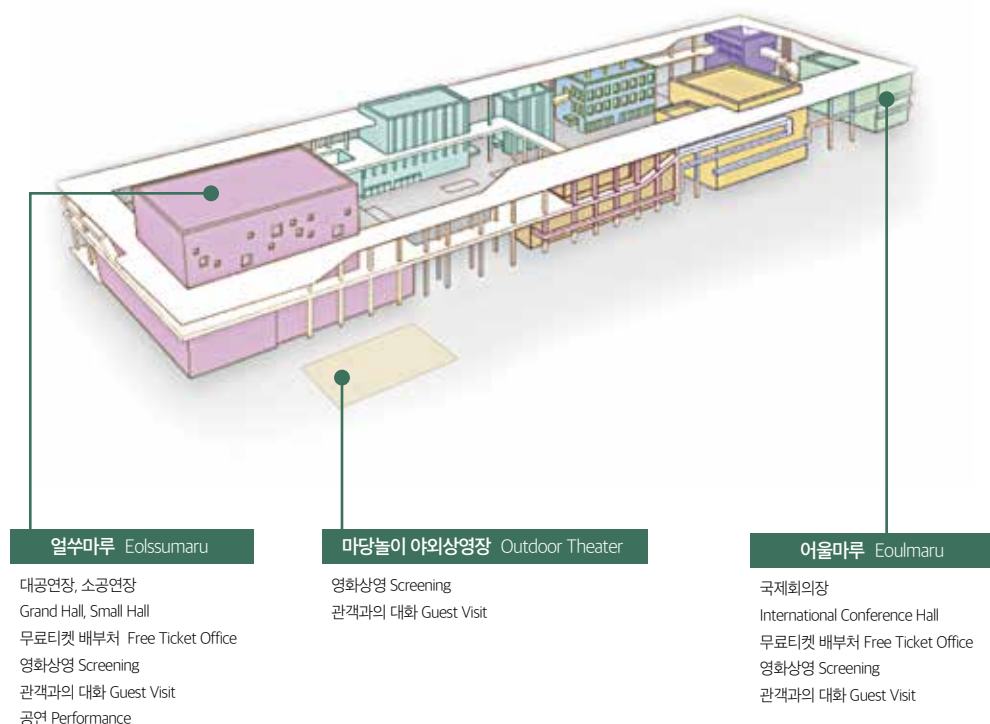 얼쑤마루 Eolssumaru
대공연장, 소공연장
Grand Hall, Small Hall
무료티켓 배부처 Free Ticket Office
영화상영 Screening
관객과의 대화 Guest Visit
공연 Performance
마당놀이 야외상영장 Outdoor Theater
영화상영 Screening
관객과의 대화 Guest Visit
어울마루 Eoulmaru
국제회의장
International Conference Hall
무료티켓 배부처 Free Ticket Office
영화상영 Screening
관객과의 대화 Guest Visit